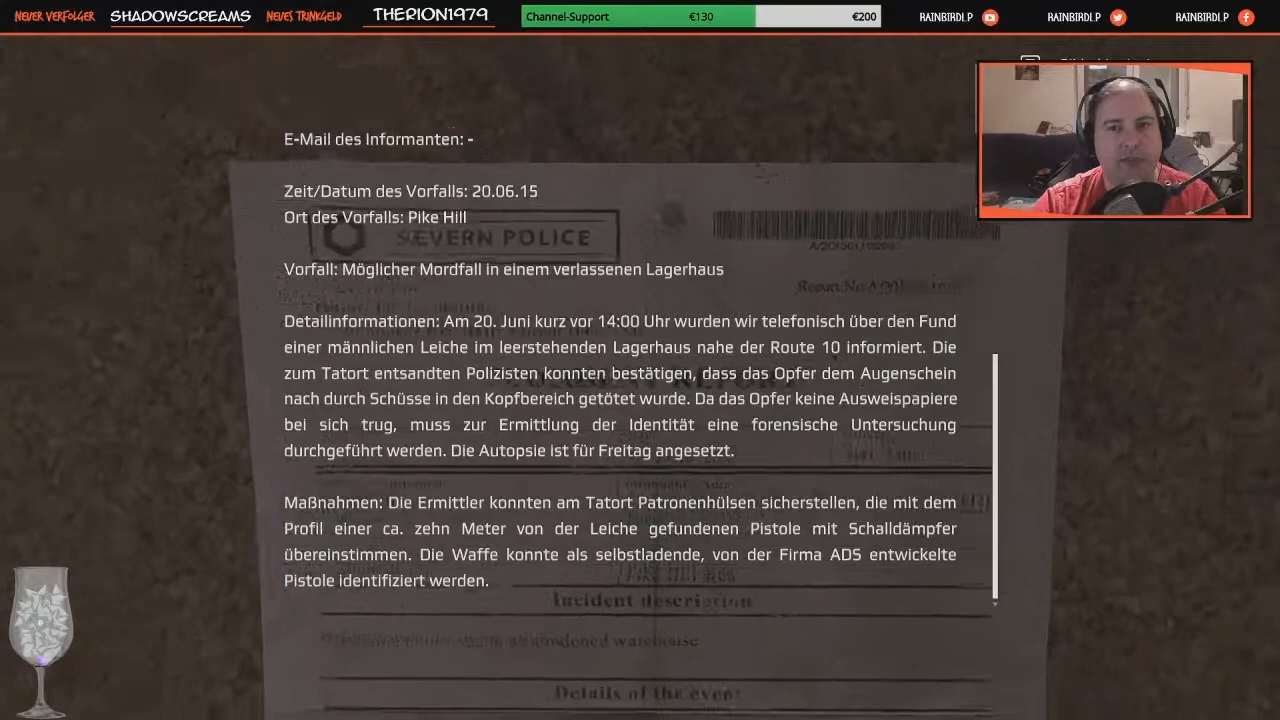 NEUER VERFOLGER SHADOWSCREAMS NEUES TRINKGELD THERION1979 Channel-Support €130 €200 RAINBIRDLP RAINBIRDLP RAINBIRDLP
E-Mail des Informanten: -
Zeit/Datum des Vorfalls: 20.06.15
Ort des Vorfalls: Pike Hill
SEVERN POLICE
Vorfall: Möglicher Mordfall in einem verlassenen Lagerhaus
Detailinformationen: Am 20. Juni kurz vor 14:00 Uhr wurden wir telefonisch über den Fund
einer männlichen Leiche im leerstehenden Lagerhaus nahe der Route 10 informiert. Die
zum Tatort entsandten Polizisten konnten bestätigen, dass das Opfer dem Augenschein
nach durch Schüsse in den Kopfbereich getötet wurde. Da das Opfer keine Ausweispapiere
bei sich trug, muss zur Ermittlung der Identität eine forensische Untersuchung
durchgeführt werden. Die Autopsie ist für Freitag angesetzt.
Maßnahmen: Die Ermittler konnten am Tatort Patronenhülsen sicherstellen, die mit dem
Profil einer ca. zehn Meter von der Leiche gefundenen Pistole mit Schalldämpfer
übereinstimmen. Die Waffe konnte als selbstladende, von der Firma ADS entwickelte
Pistole identifiziert werden.
Incident description
abandoned warehouse
Details of the event